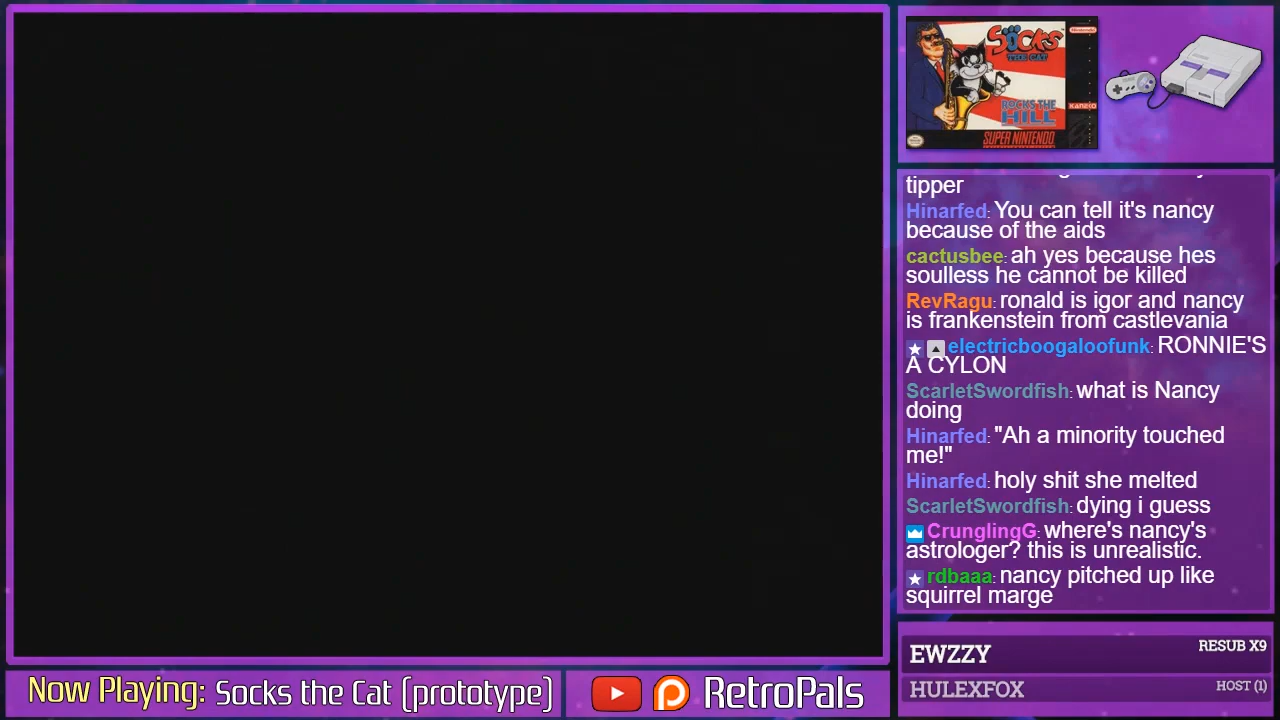 SOCKS
THE CAT
ROCKS THE
HILL
Nintendo
KANEKO
SUPER NINTENDO
tipper
Hinarfed: You can tell it's nancy
because of the aids
cactusbee: ah yes because hes
soulless he cannot be killed
RevRagu: ronald is igor and nancy
is frankenstein from castlevania
electricboogaloofunk: RONNIE'S
A CYLON
ScarletSwordfish: what is Nancy
doing
Hinarfed: "Ah a minority touched
me!"
Hinarfed: holy shit she melted
ScarletSwordfish: dying i guess
CrunglingG: where's nancy's
astrologer? this is unrealistic.
rdbaaa: nancy pitched up like
squirrel marge
EWZZY RESUB X9
HULEXFOX HOST (1)
Now Playing: Socks the Cat (prototype)
RetroPals